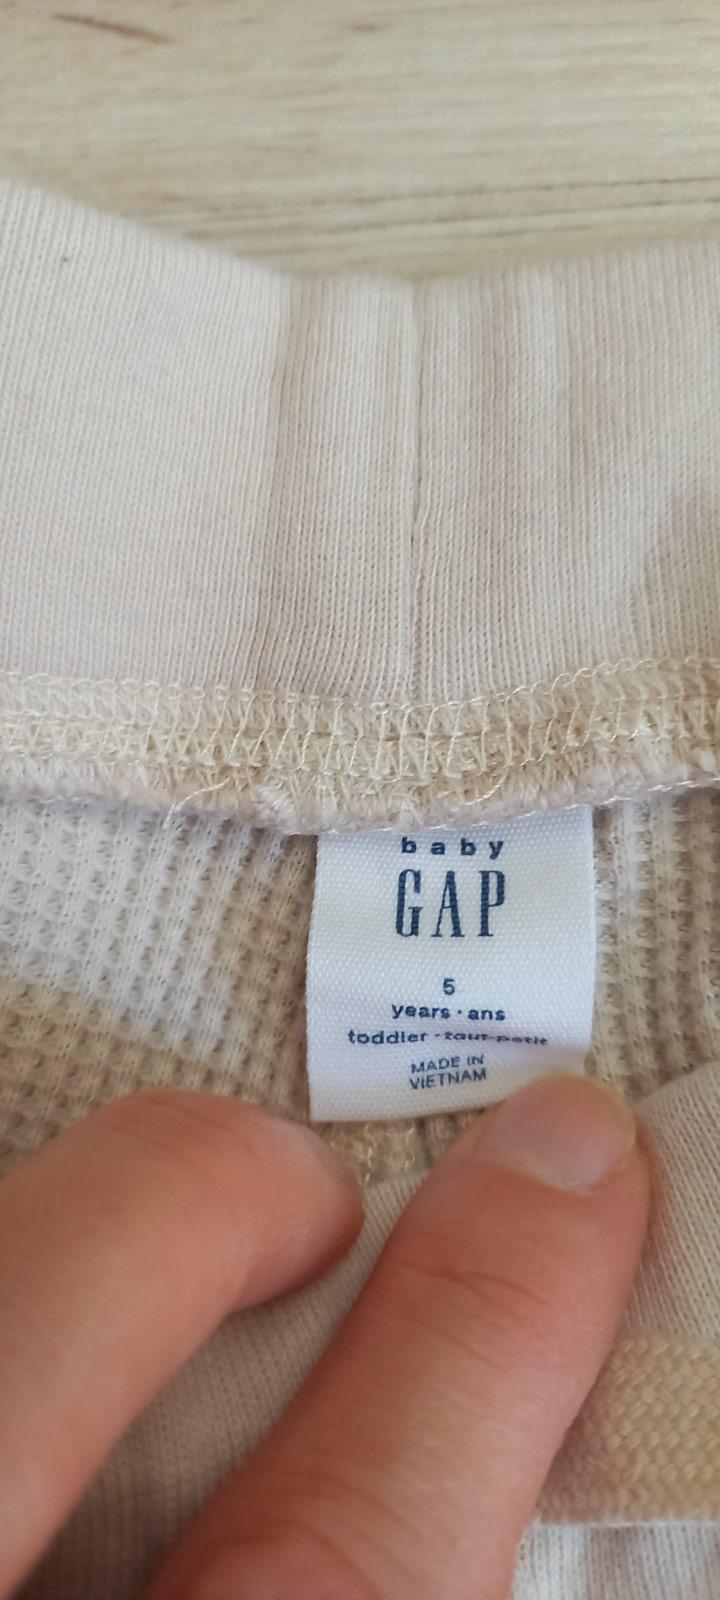 baby
GAP
5
years·ans
toddler·tout-petit
MADE IN
VIETNAM